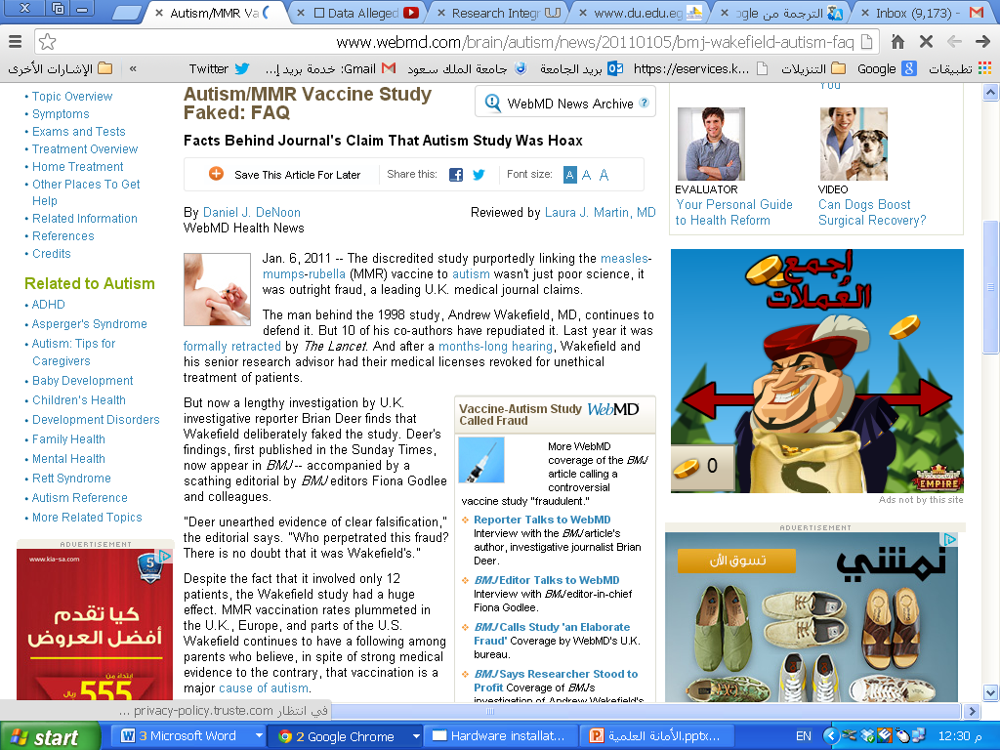 Autism/MMR Va
Data Alleged
Research Integr
www.du.edu.eg
الترجمة من gle
Inbox (9,173) -
www.webmd.com/brain/autism/news/20110105/bmj-wakefield-autism-faq
الإشارات الأخرى
»
Twitter
Gmail: خدمة بريد إ...
جامعة الملك سعود
بريد الجامعة
https://eservices.k...
التنزيلات
Google
تطبيقات
• Topic Overview
• Symptoms
• Exams and Tests
• Treatment Overview
• Home Treatment
• Other Places To Get
Help
• Related Information
• References
• Credits
Related to Autism
• ADHD
• Asperger's Syndrome
• Autism: Tips for
Caregivers
• Baby Development
• Children's Health
• Development Disorders
• Family Health
• Mental Health
• Rett Syndrome
• Autism Reference
• More Related Topics
ADVERTISEMENT
www.kia-sa.com
5
كيا تقدم
أفضل العروض
ابتداءً من
555
ريال
Autism/MMR Vaccine Study
Faked: FAQ
WebMD News Archive
Facts Behind Journal's Claim That Autism Study Was Hoax
Save This Article For Later
Share this:
Font size: A A A
By Daniel J. DeNoon
WebMD Health News
Reviewed by Laura J. Martin, MD
Jan. 6, 2011 -- The discredited study purportedly linking the measles-
mumps-rubella (MMR) vaccine to autism wasn't just poor science, it
was outright fraud, a leading U.K. medical journal claims.
The man behind the 1998 study, Andrew Wakefield, MD, continues to
defend it. But 10 of his co-authors have repudiated it. Last year it was
formally retracted by The Lancet. And after a months-long hearing, Wakefield and
his senior research advisor had their medical licenses revoked for unethical
treatment of patients.
But now a lengthy investigation by U.K.
investigative reporter Brian Deer finds that
Wakefield deliberately faked the study. Deer's
findings, first published in the Sunday Times,
now appear in BMJ -- accompanied by a
scathing editorial by BMJ editors Fiona Godlee
and colleagues.
"Deer unearthed evidence of clear falsification,"
the editorial says. "Who perpetrated this fraud?
There is no doubt that it was Wakefield's."
Despite the fact that it involved only 12
patients, the Wakefield study had a huge
effect. MMR vaccination rates plummeted in
the U.K., Europe, and parts of the U.S.
Wakefield continues to have a following among
parents who believe, in spite of strong medical
evidence to the contrary, that vaccination is a
major cause of autism.
Vaccine-Autism Study WebMD
Called Fraud
More WebMD
coverage of the BMJ
article calling a
controversial
vaccine study "fraudulent."
Reporter Talks to WebMD
Interview with the BMJ article's
author, investigative journalist Brian
Deer.
BMJ Editor Talks to WebMD
Interview with BMJ editor-in-chief
Fiona Godlee.
BMJ Calls Study 'an Elaborate
Fraud' Coverage by WebMD's U.K.
bureau.
BMJ Says Researcher Stood to
Profit Coverage of BMJ's
investigation of Andrew Wakefield's
You
EVALUATOR
Your Personal Guide
to Health Reform
VIDEO
Can Dogs Boost
Surgical Recovery?
اجمع
العُملات
0
EMPIRE
Ads not by this site
ADVERTISEMENT
تسوق الآن
نمشي
في انتظار privacy-policy.truste.com ...
start
3 Microsoft Word
2 Google Chrome
Hardware installat...
الأمانة العلمية.pptx...
EN
12:30 م